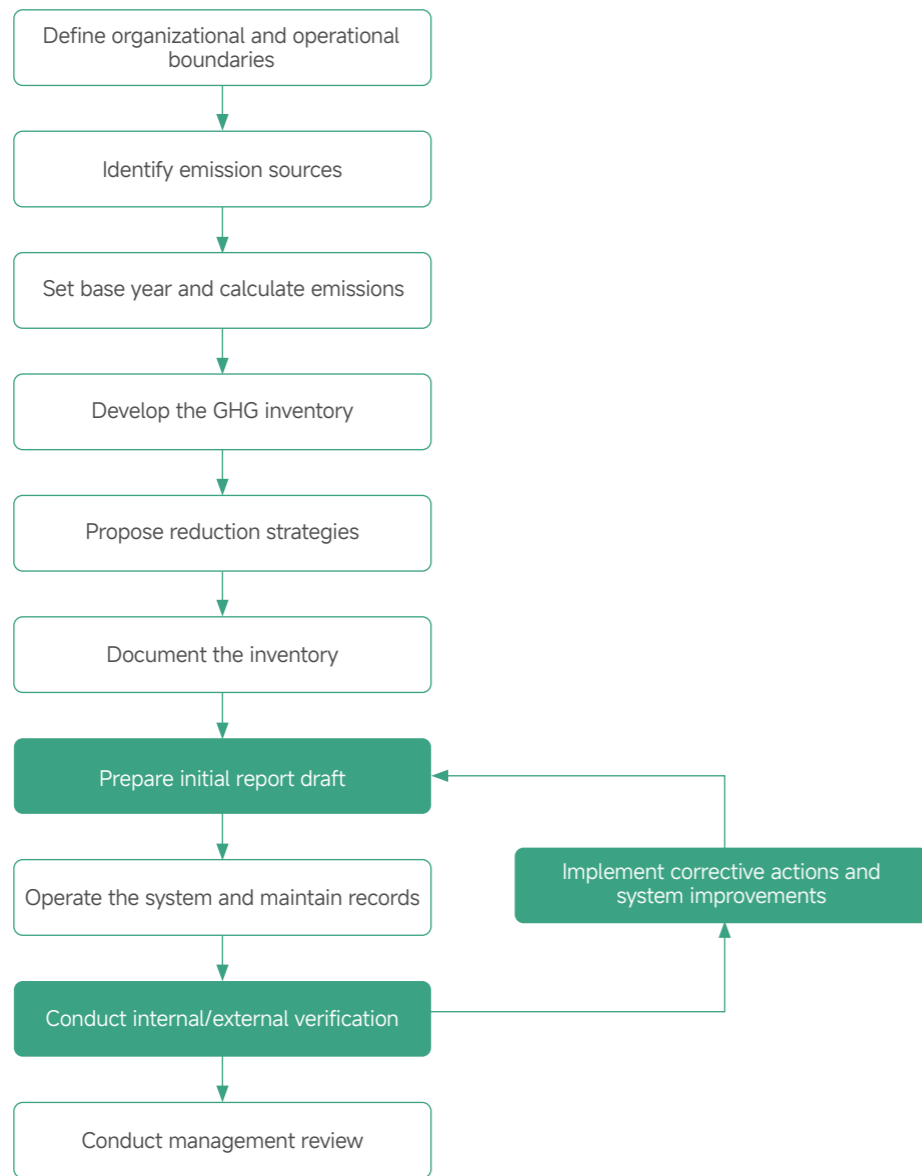 Define organizational and operational
boundaries
Identify emission sources
Set base year and calculate emissions
Develop the GHG inventory
Propose reduction strategies
Document the inventory
Prepare initial report draft
Operate the system and maintain records
Implement corrective actions and
system improvements
Conduct internal/external verification
Conduct management review